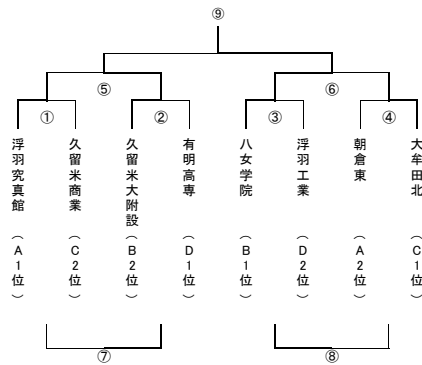 ⑨
⑤ ⑥
① ② ③ ④
浮羽究真館（A1位）
久留米商業（C2位）
久留米大附設（B2位）
有明高専（D1位）
八女学院（B1位）
浮羽工業（D2位）
朝倉東（A2位）
大牟田北（C1位）
⑦ ⑧